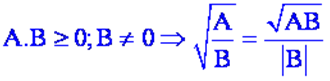 A.B ≥ 0; B ≠ 0 ⇒ √(A/B) = √(AB)/|B|